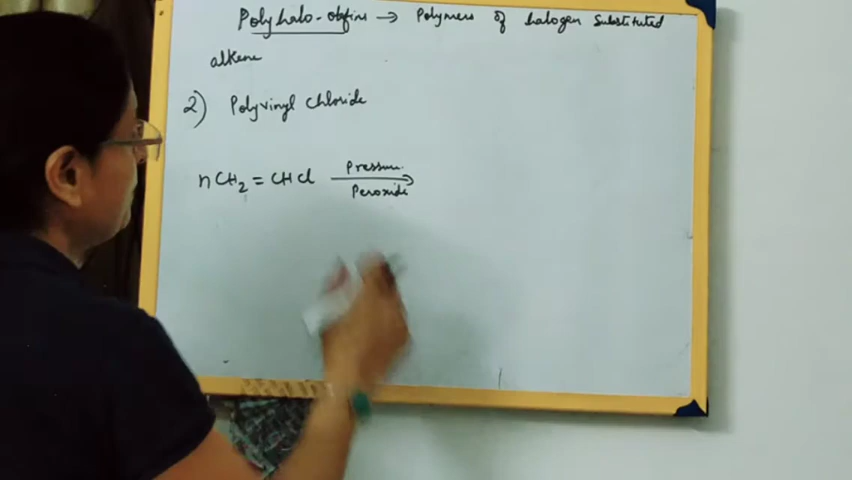 Polyhalo-olefins → Polymers of halogen substituted
alkene
2) Polyvinyl chloride
nCH₂ = CHCl Pressure
Peroxide